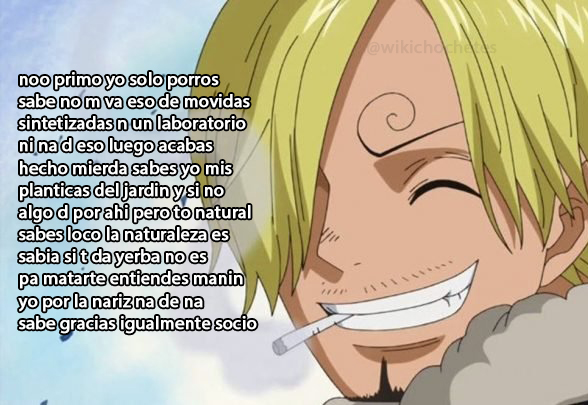 @wikichochetes
noo primo yo solo porros
sabe no m va eso de movidas
sintetizadas n un laboratorio
ni na d eso luego acabas
hecho mierda sabes yo mis
planticas del jardin y si no
algo d por ahí pero to natural
sabes loco la naturaleza es
sabia si t da yerba no es
pa matarte entiendes manin
yo por la nariz na de na
sabe gracias igualmente socio